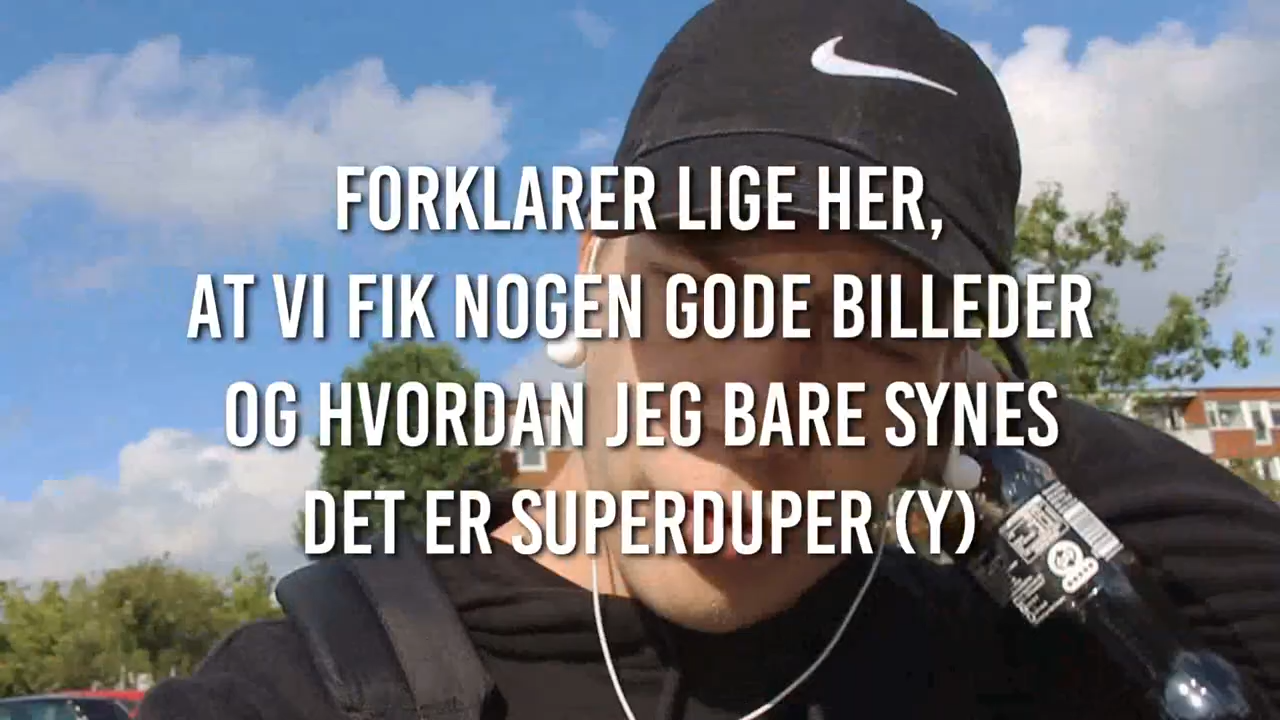 FORKLARER LIGE HER,
AT VI FIK NOGEN GODE BILLEDER
OG HVORDAN JEG BARE SYNES
DET ER SUPERDUPER (Y)